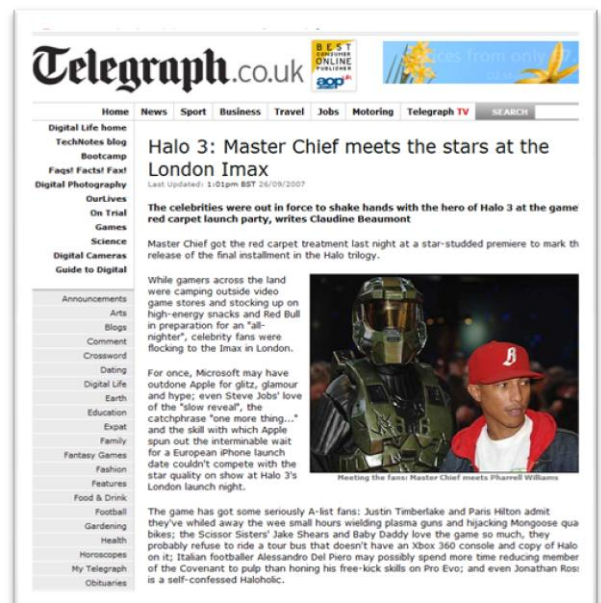 Telegraph.co.uk
BEST
CONSUMER
ONLINE
PUBLISHER
aop
Home News Sport Business Travel Jobs Motoring Telegraph TV SEARCH
Digital Life home
TechNotes blog
Bootcamp
Faqs! Facts! Fax!
Digital Photography
OurLives
On Trial
Games
Science
Digital Cameras
Guide to Digital
Announcements
Arts
Blogs
Comment
Crossword
Dating
Digital Life
Earth
Education
Expat
Family
Fantasy Games
Fashion
Features
Food & Drink
Football
Gardening
Health
Horoscopes
My Telegraph
Obituaries
Halo 3: Master Chief meets the stars at the
London Imax
Last Updated: 1:01pm BST 26/09/2007
The celebrities were out in force to shake hands with the hero of Halo 3 at the game'
red carpet launch party, writes Claudine Beaumont
Master Chief got the red carpet treatment last night at a star-studded premiere to mark th
release of the final installment in the Halo trilogy.
While gamers across the land
were camping outside video
game stores and stocking up on
high-energy snacks and Red Bull
in preparation for an "all-
nighter", celebrity fans were
flocking to the Imax in London.
For once, Microsoft may have
outdone Apple for glitz, glamour
and hype; even Steve Jobs' love
of the "slow reveal", the
catchphrase "one more thing..."
and the skill with which Apple
spun out the interminable wait
for a European iPhone launch
date couldn't compete with the
star quality on show at Halo 3's
London launch night.
Meeting the fans: Master Chief meets Pharrell Williams
The game has got some seriously A-list fans: Justin Timberlake and Paris Hilton admit
they've whiled away the wee small hours wielding plasma guns and hijacking Mongoose qua
bikes; the Scissor Sisters' Jake Shears and Baby Daddy love the game so much, they
probably refuse to ride a tour bus that doesn't have an Xbox 360 console and copy of Halo
on it; Italian footballer Alessandro Del Piero may possibly spend more time reducing member
of the Covenant to pulp than honing his free-kick skills on Pro Evo; and even Jonathan Ross
is a self-confessed Haloholic.